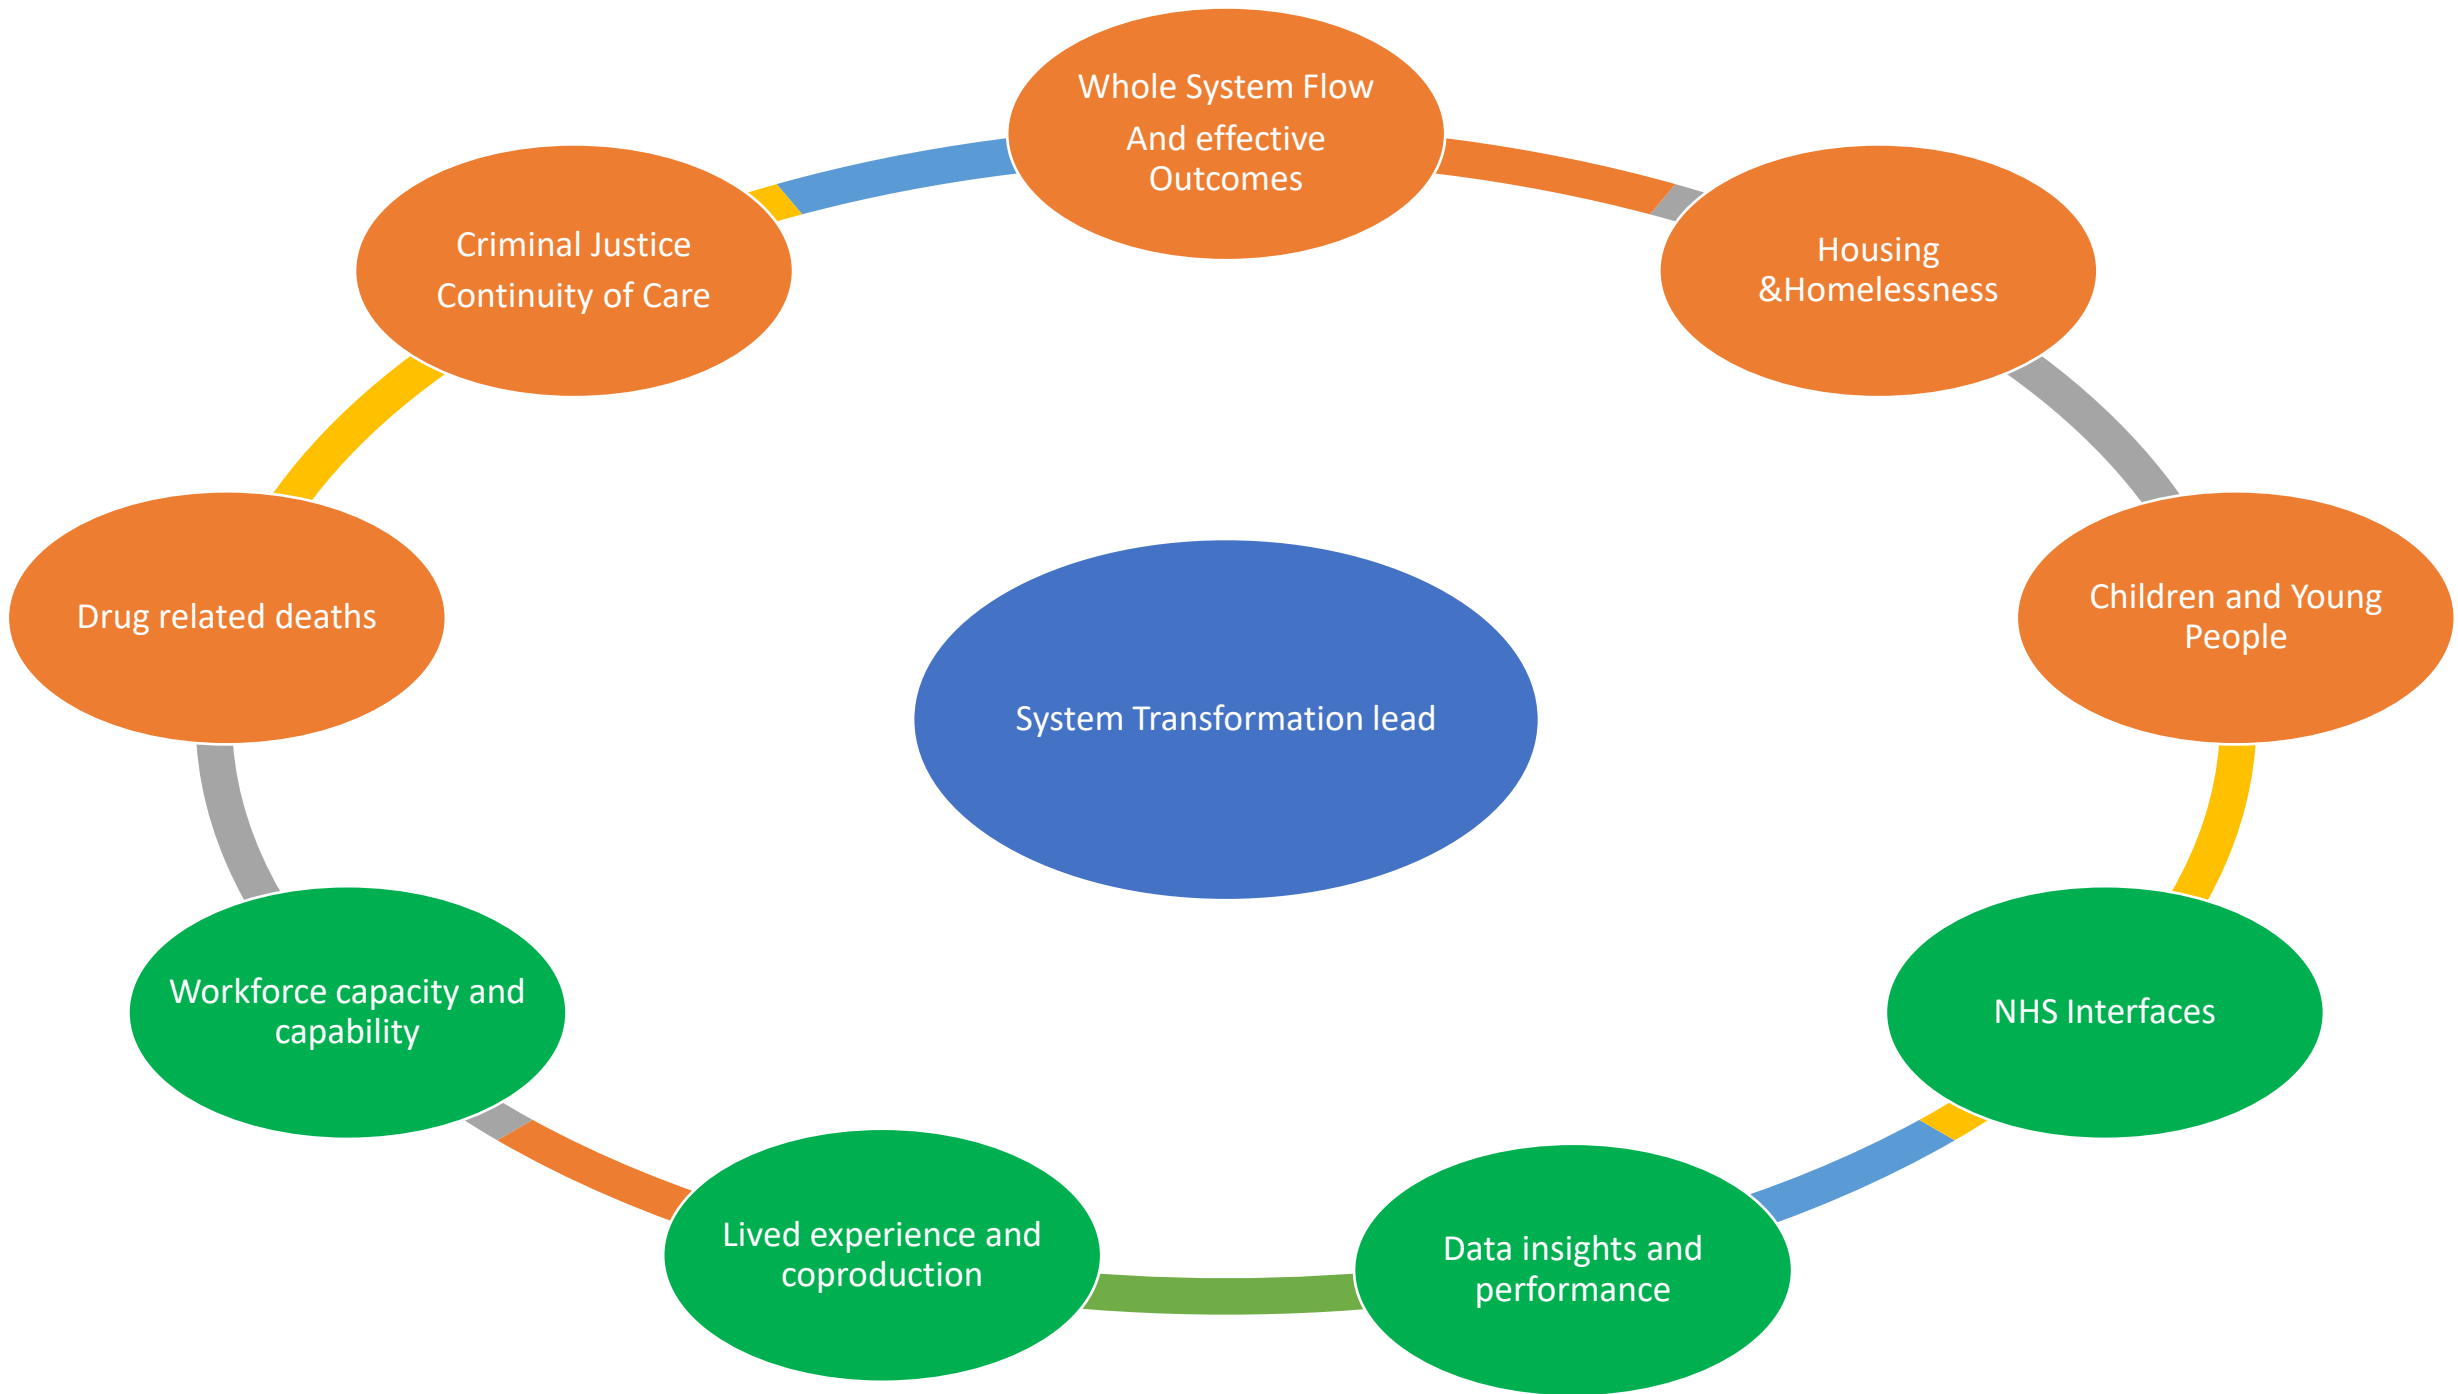 Whole System Flow
And effective
Outcomes
Criminal Justice
Continuity of Care
Housing
&Homelessness
Drug related deaths
Children and Young
People
System Transformation lead
Workforce capacity and
capability
NHS Interfaces
Lived experience and
coproduction
Data insights and
performance